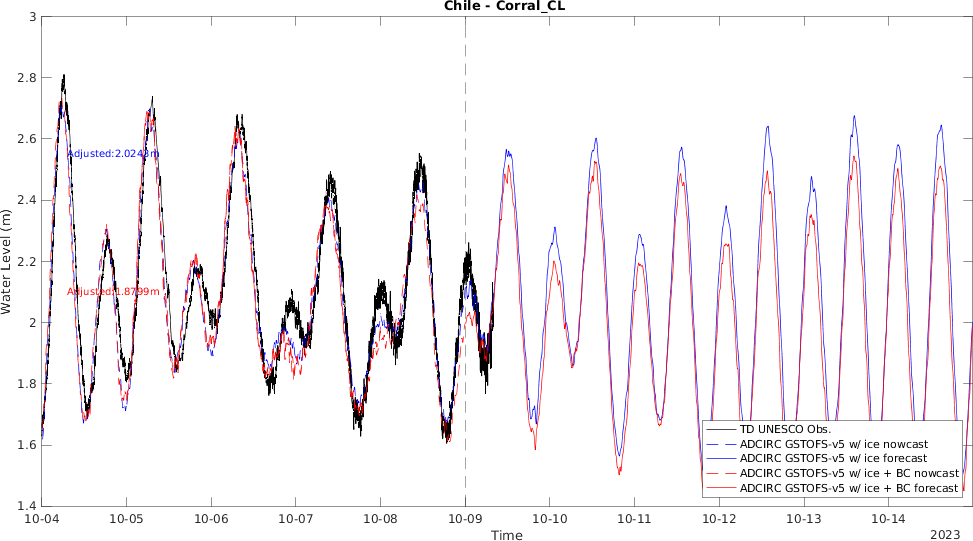 Chile - Corral_CL
3
2.8
2.6
2.4
2.2
2
1.8
1.6
1.4
Water Level (m)
Adjusted:2.0243m
Adjusted:1.8799m
TD UNESCO Obs.
ADCIRC GSTOFS-v5 w/ ice nowcast
ADCIRC GSTOFS-v5 w/ ice forecast
ADCIRC GSTOFS-v5 w/ ice + BC nowcast
ADCIRC GSTOFS-v5 w/ ice + BC forecast
10-04 10-05 10-06 10-07 10-08 10-09 10-10 10-11 10-12 10-13 10-14
Time
2023